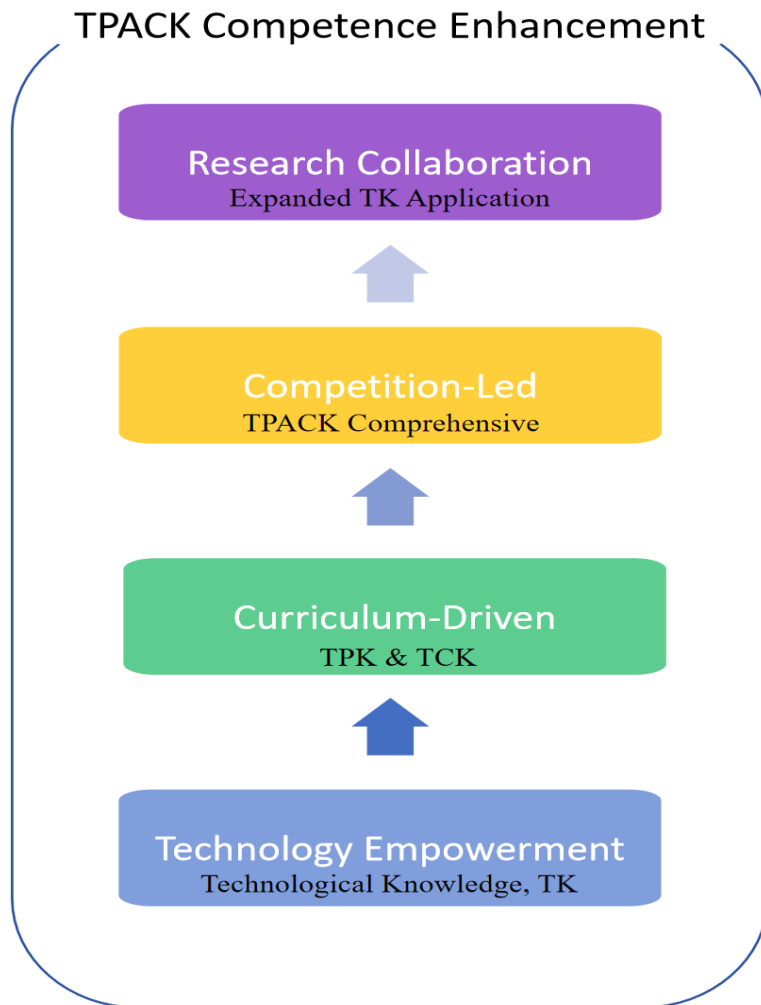 TPACK Competence Enhancement
Research Collaboration
Expanded TK Application
Competition-Led
TPACK Comprehensive
Curriculum-Driven
TPK & TCK
Technology Empowerment
Technological Knowledge, TK